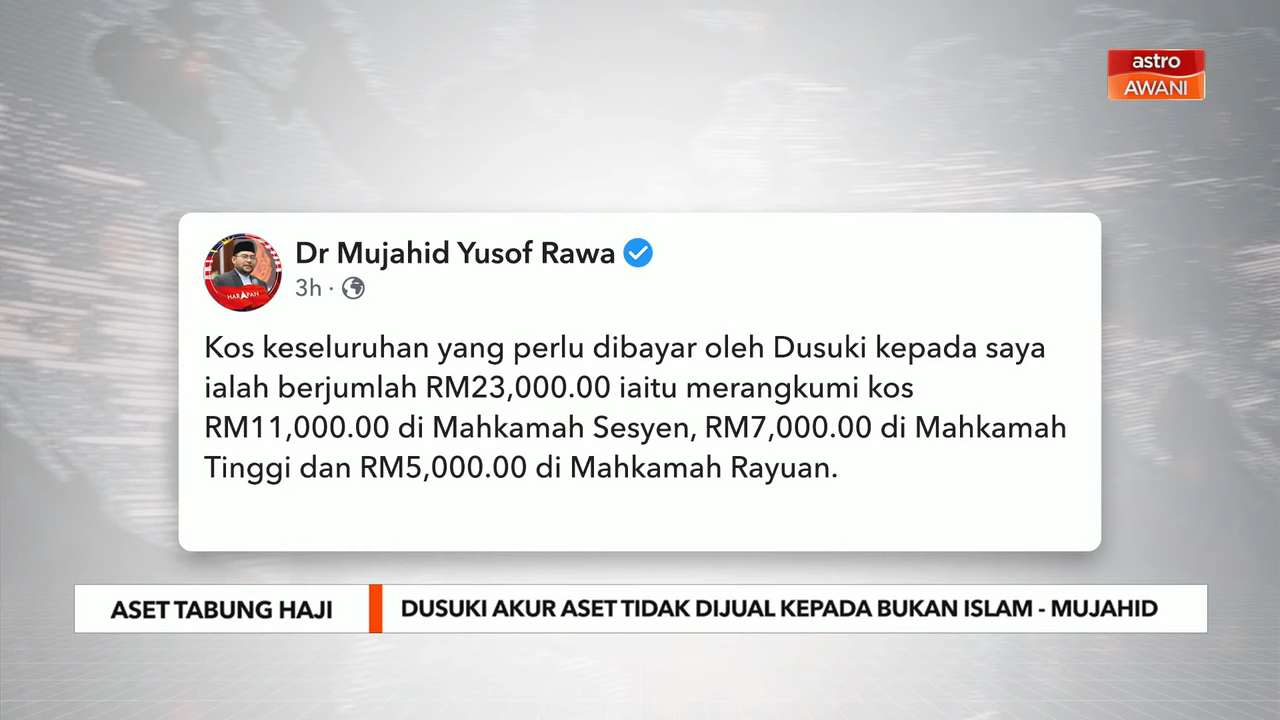 astro
AWANI
Dr Mujahid Yusof Rawa
3h ·
HARAPAN
Kos keseluruhan yang perlu dibayar oleh Dusuki kepada saya
ialah berjumlah RM23,000.00 iaitu merangkumi kos
RM11,000.00 di Mahkamah Sesyen, RM7,000.00 di Mahkamah
Tinggi dan RM5,000.00 di Mahkamah Rayuan.
ASET TABUNG HAJI
DUSUKI AKUR ASET TIDAK DIJUAL KEPADA BUKAN ISLAM - MUJAHID